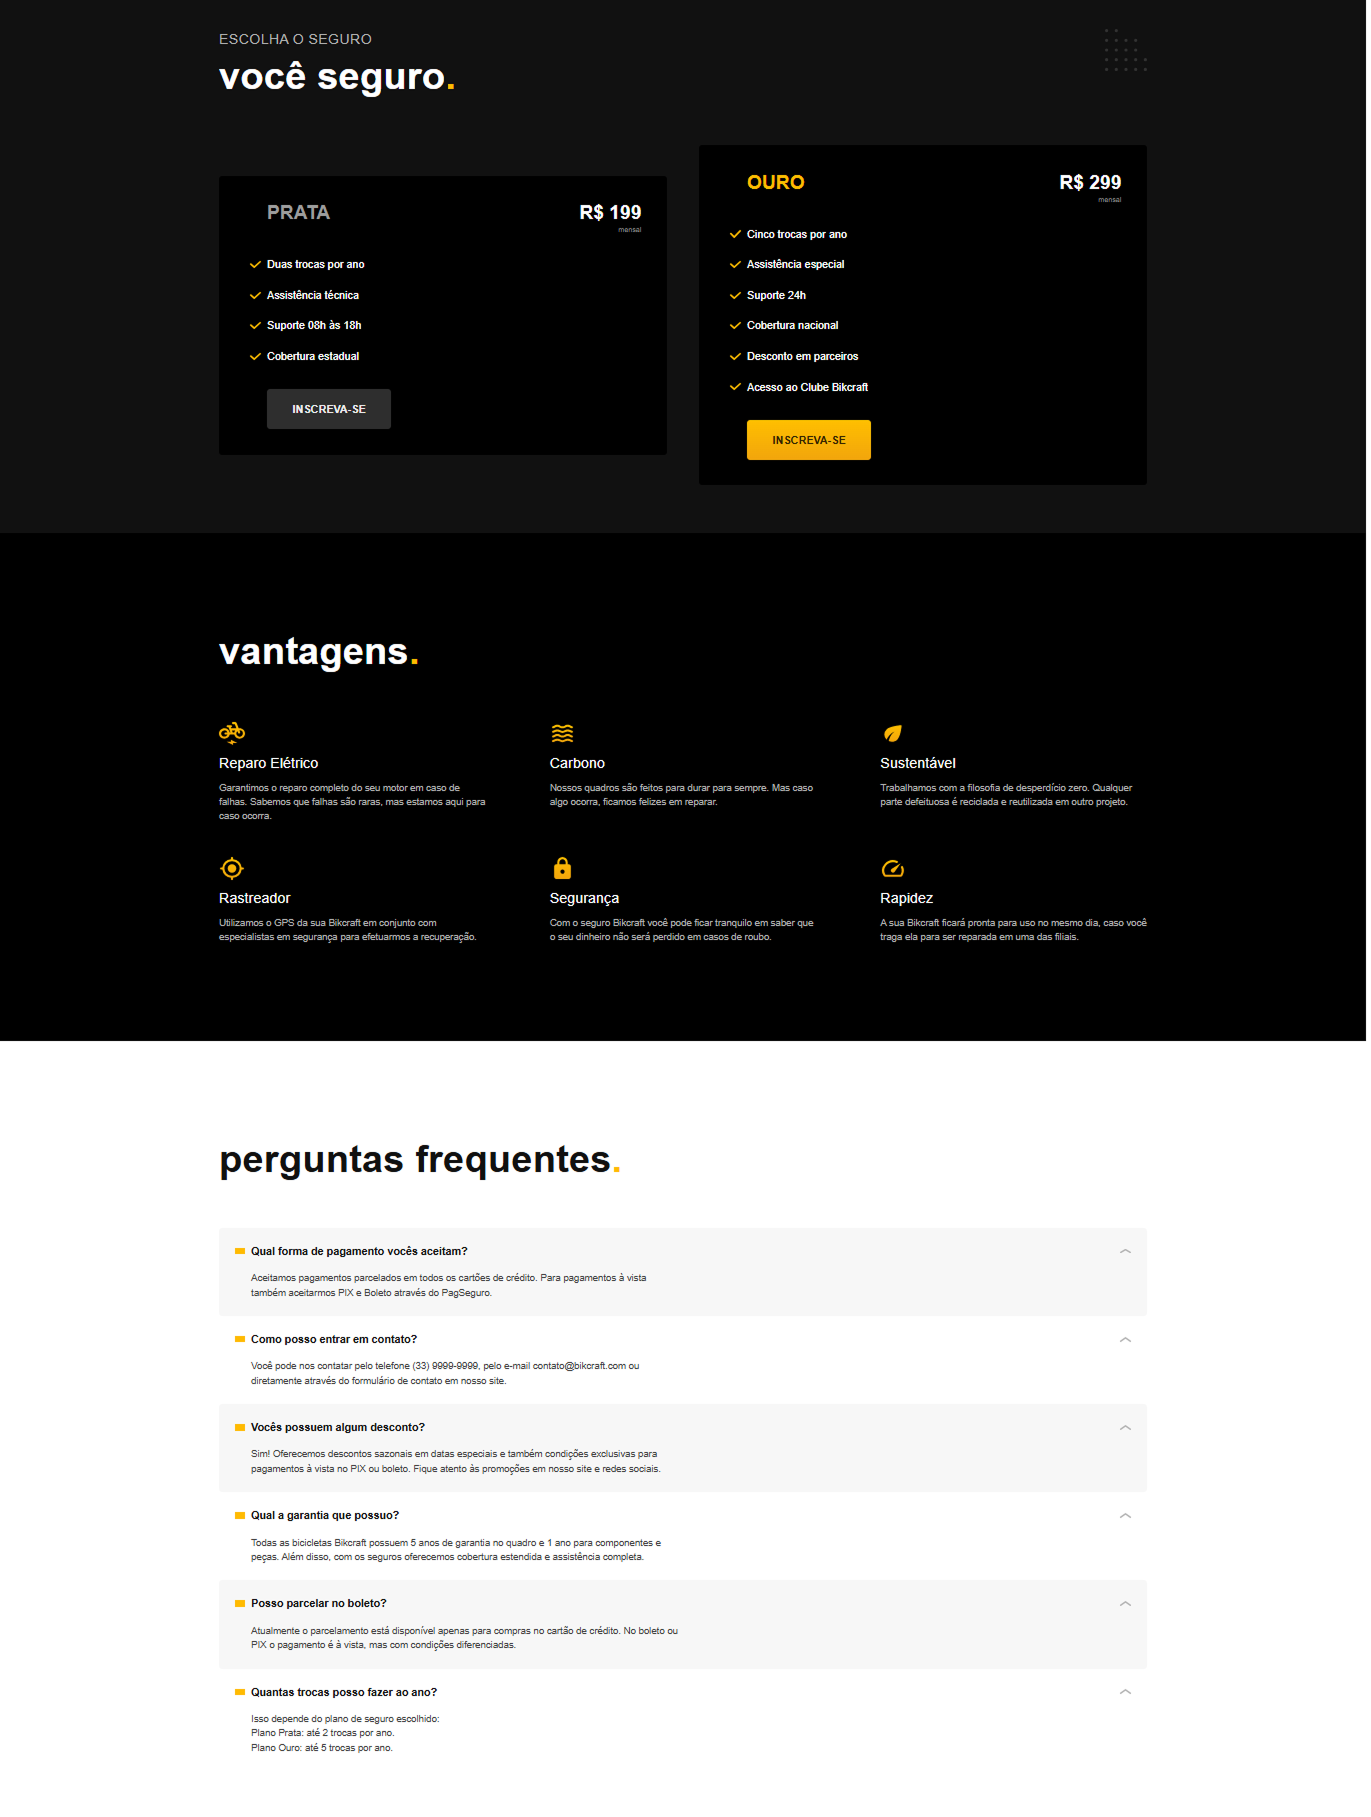 ESCOLHA O SEGURO
você seguro.
PRATA
R$ 199
mensal
Duas trocas por ano
Assistência técnica
Suporte 08h às 18h
Cobertura estadual
INSCREVA-SE
OURO
R$ 299
mensal
Cinco trocas por ano
Assistência especial
Suporte 24h
Cobertura nacional
Desconto em parceiros
Acesso ao Clube Bikcraft
INSCREVA-SE
vantagens.
Reparo Elétrico
Garantimos o reparo completo do seu motor em caso de
falhas. Sabemos que falhas são raras, mas estamos aqui para
caso ocorra.
Carbono
Nossos quadros são feitos para durar para sempre. Mas caso
algo ocorra, ficamos felizes em reparar.
Sustentável
Trabalhamos com a filosofia de desperdício zero. Qualquer
parte defeituosa é reciclada e reutilizada em outro projeto.
Rastreador
Utilizamos o GPS da sua Bikcraft em conjunto com
especialistas em segurança para efetuarmos a recuperação.
Segurança
Com o seguro Bikcraft você pode ficar tranquilo em saber que
o seu dinheiro não será perdido em casos de roubo.
Rapidez
A sua Bikcraft ficará pronta para uso no mesmo dia, caso você
traga ela para ser reparada em uma das filiais.
perguntas frequentes.
Qual forma de pagamento vocês aceitam?
Aceitamos pagamentos parcelados em todos os cartões de crédito. Para pagamentos à vista
também aceitarmos PIX e Boleto através do PagSeguro.
Como posso entrar em contato?
Você pode nos contatar pelo telefone (33) 9999-9999, pelo e-mail contato@bikcraft.com ou
diretamente através do formulário de contato em nosso site.
Vocês possuem algum desconto?
Sim! Oferecemos descontos sazonais em datas especiais e também condições exclusivas para
pagamentos à vista no PIX ou boleto. Fique atento às promoções em nosso site e redes sociais.
Qual a garantia que possuo?
Todas as bicicletas Bikcraft possuem 5 anos de garantia no quadro e 1 ano para componentes e
peças. Além disso, com os seguros oferecemos cobertura estendida e assistência completa.
Posso parcelar no boleto?
Atualmente o parcelamento está disponível apenas para compras no cartão de crédito. No boleto ou
PIX o pagamento é à vista, mas com condições diferenciadas.
Quantas trocas posso fazer ao ano?
Isso depende do plano de seguro escolhido:
Plano Prata: até 2 trocas por ano.
Plano Ouro: até 5 trocas por ano.